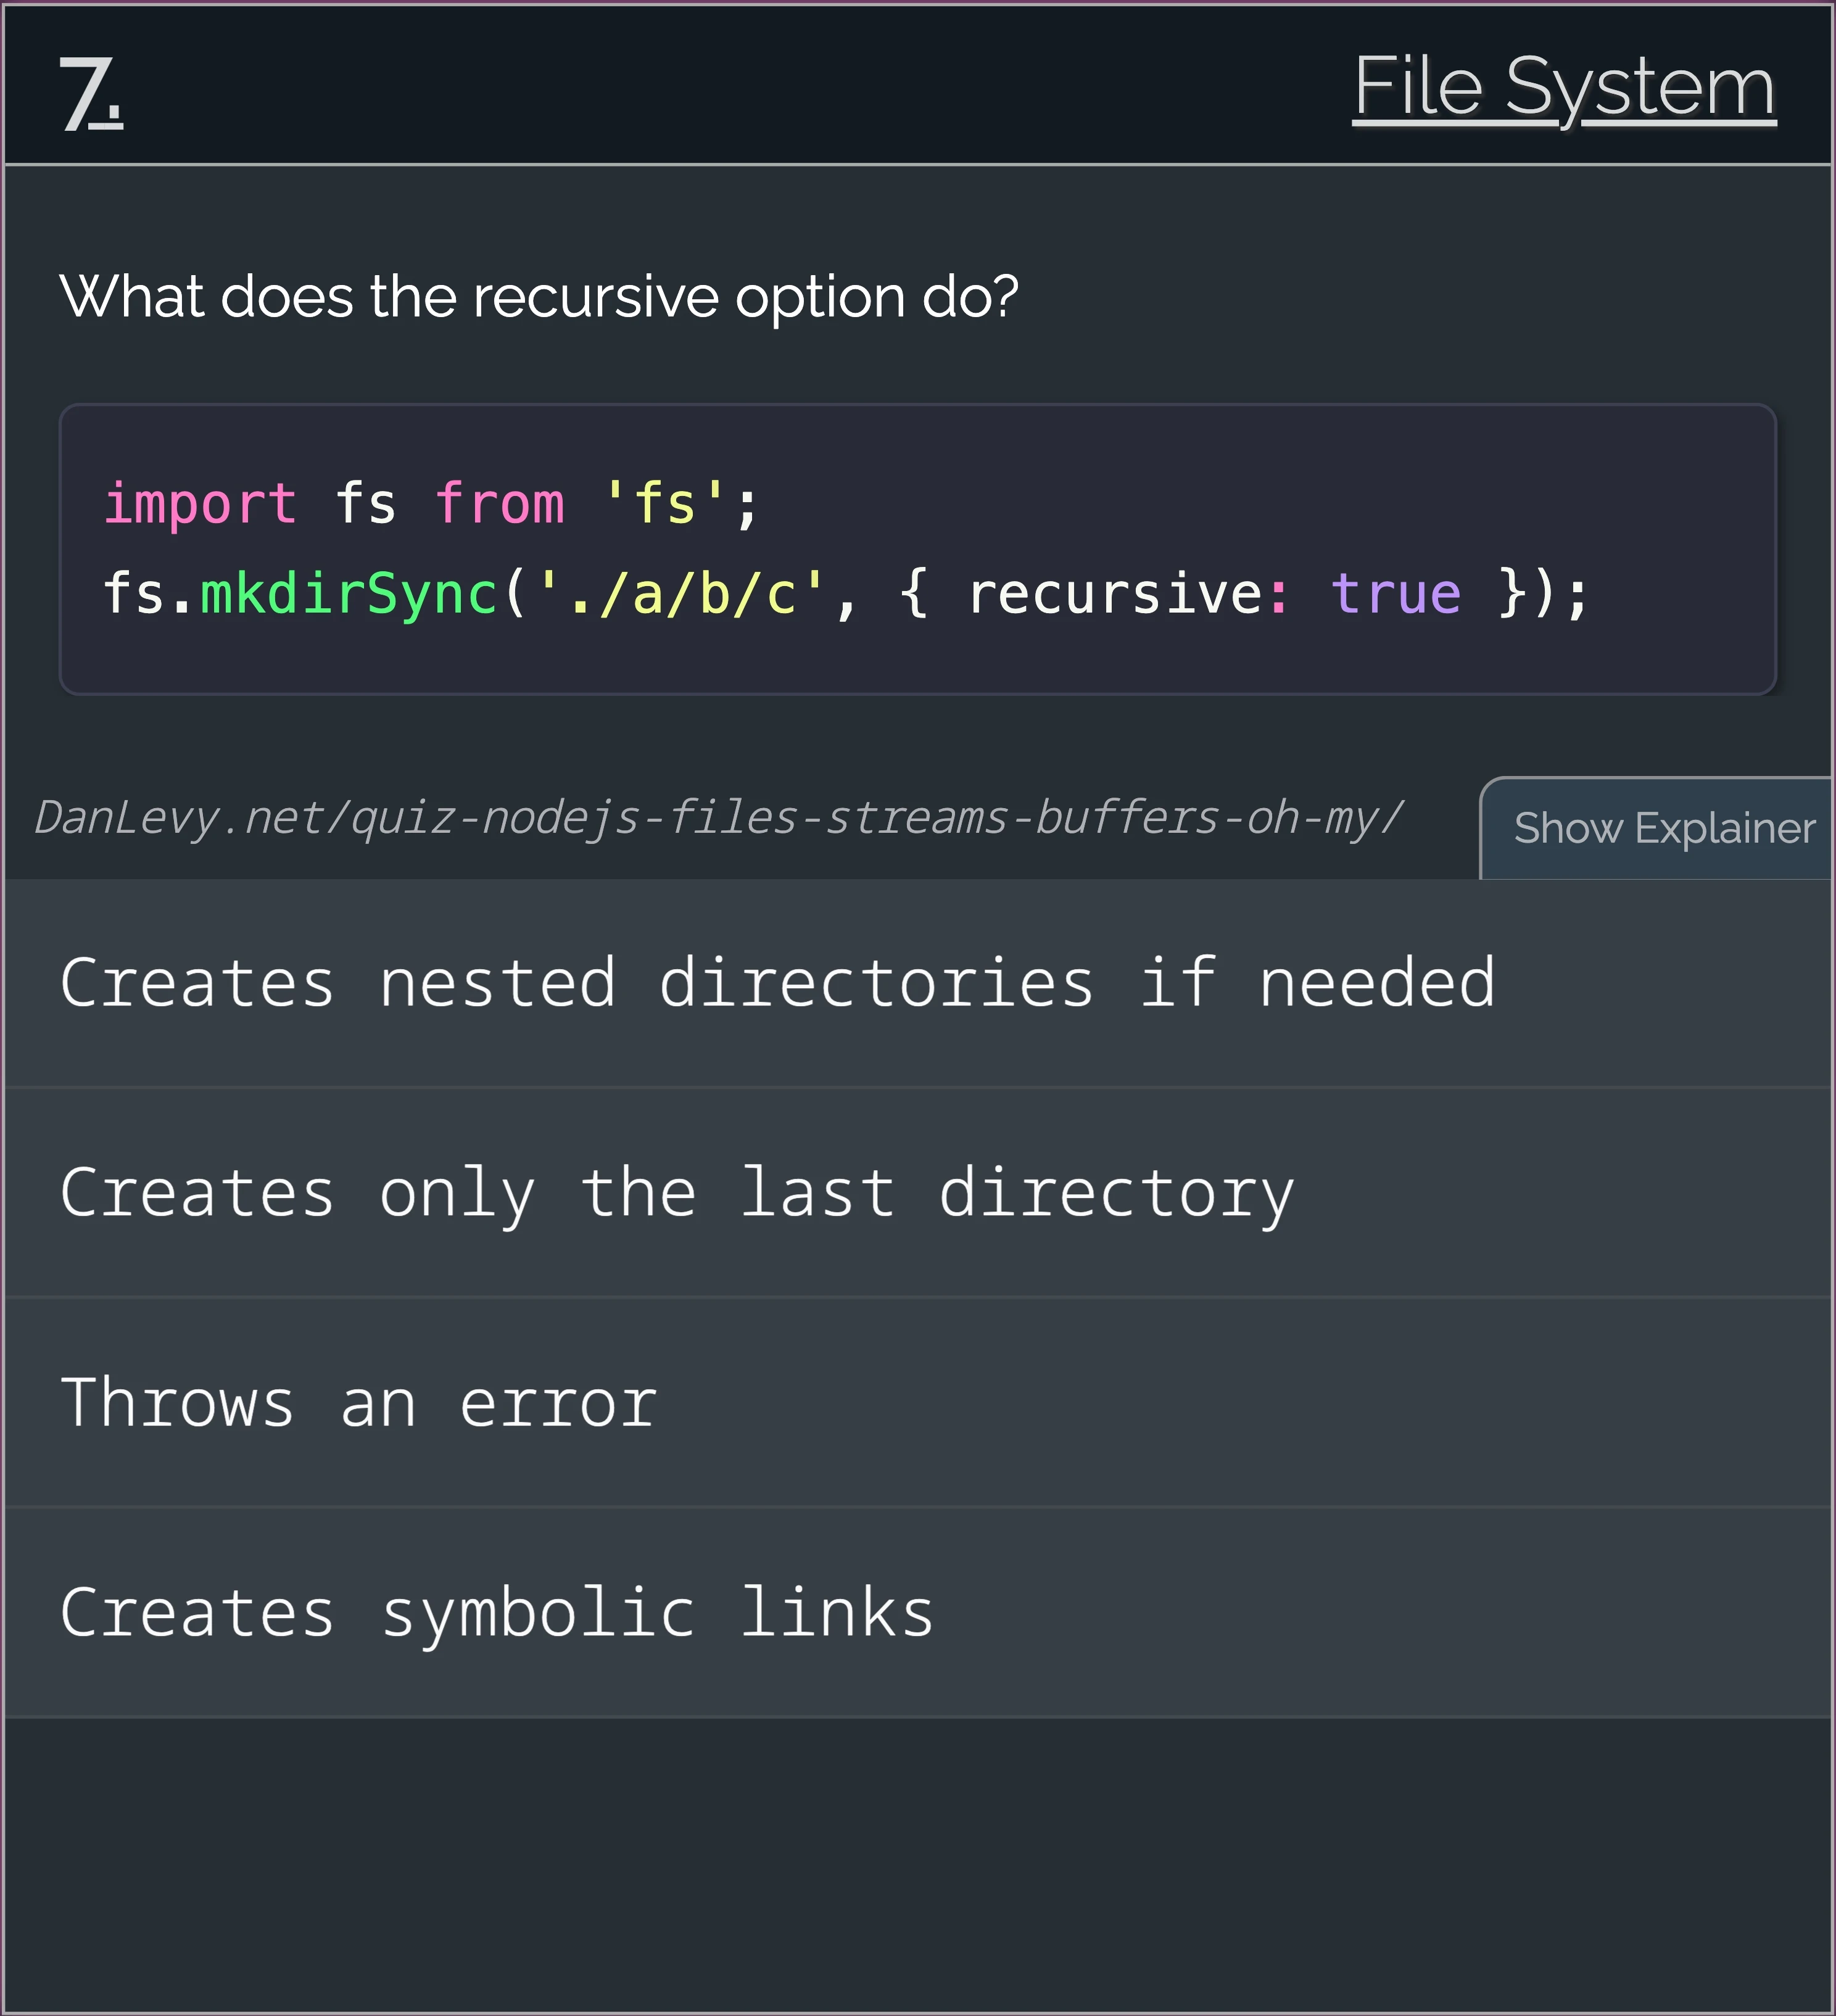 7.
File System
What does the recursive option do?
import fs from 'fs';
fs.mkdirSync('./a/b/c', { recursive: true });
DanLevy.net/quiz-nodejs-files-streams-buffers-oh-my/
Show Explainer
Creates nested directories if needed
Creates only the last directory
Throws an error
Creates symbolic links